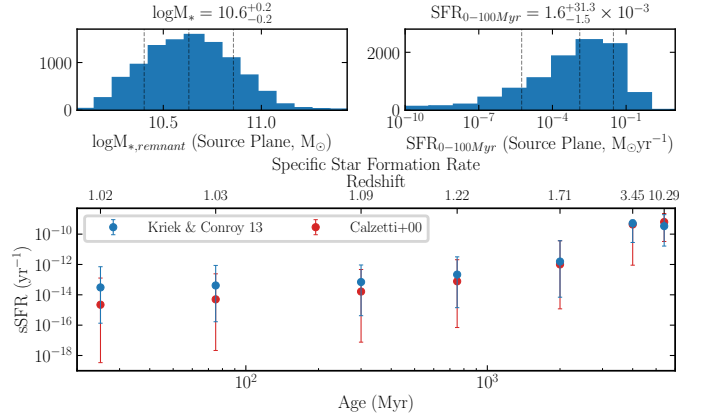 logM* = 10.6 +0.2 −0.2
1000
0
10.5 11.0
logM*,remnant (Source Plane, M⊙)
SFR0−100Myr = 1.6 +31.3 −1.5 × 10−3
2000
0
10−10 10−7 10−4 10−1
SFR0−100Myr (Source Plane, M⊙yr−1)
Specific Star Formation Rate
Redshift
1.02 1.03 1.09 1.22 1.71 3.45 10.29
Kriek & Conroy 13 Calzetti+00
sSFR (yr−1)
10−10
10−12
10−14
10−16
10−18
10² 10³
Age (Myr)